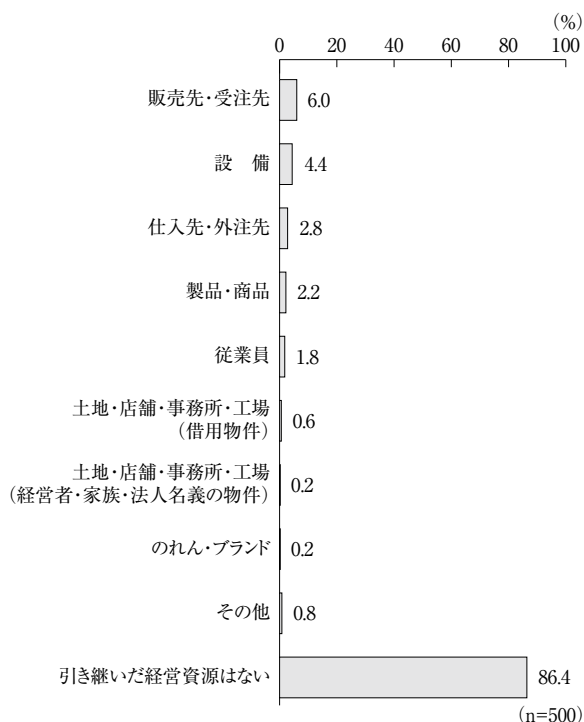 (%)
0 20 40 60 80 100
販売先・受注先 6.0
設　備 4.4
仕入先・外注先 2.8
製品・商品 2.2
従業員 1.8
土地・店舗・事務所・工場
(借用物件) 0.6
土地・店舗・事務所・工場
(経営者・家族・法人名義の物件) 0.2
のれん・ブランド 0.2
その他 0.8
引き継いだ経営資源はない 86.4
(n=500)